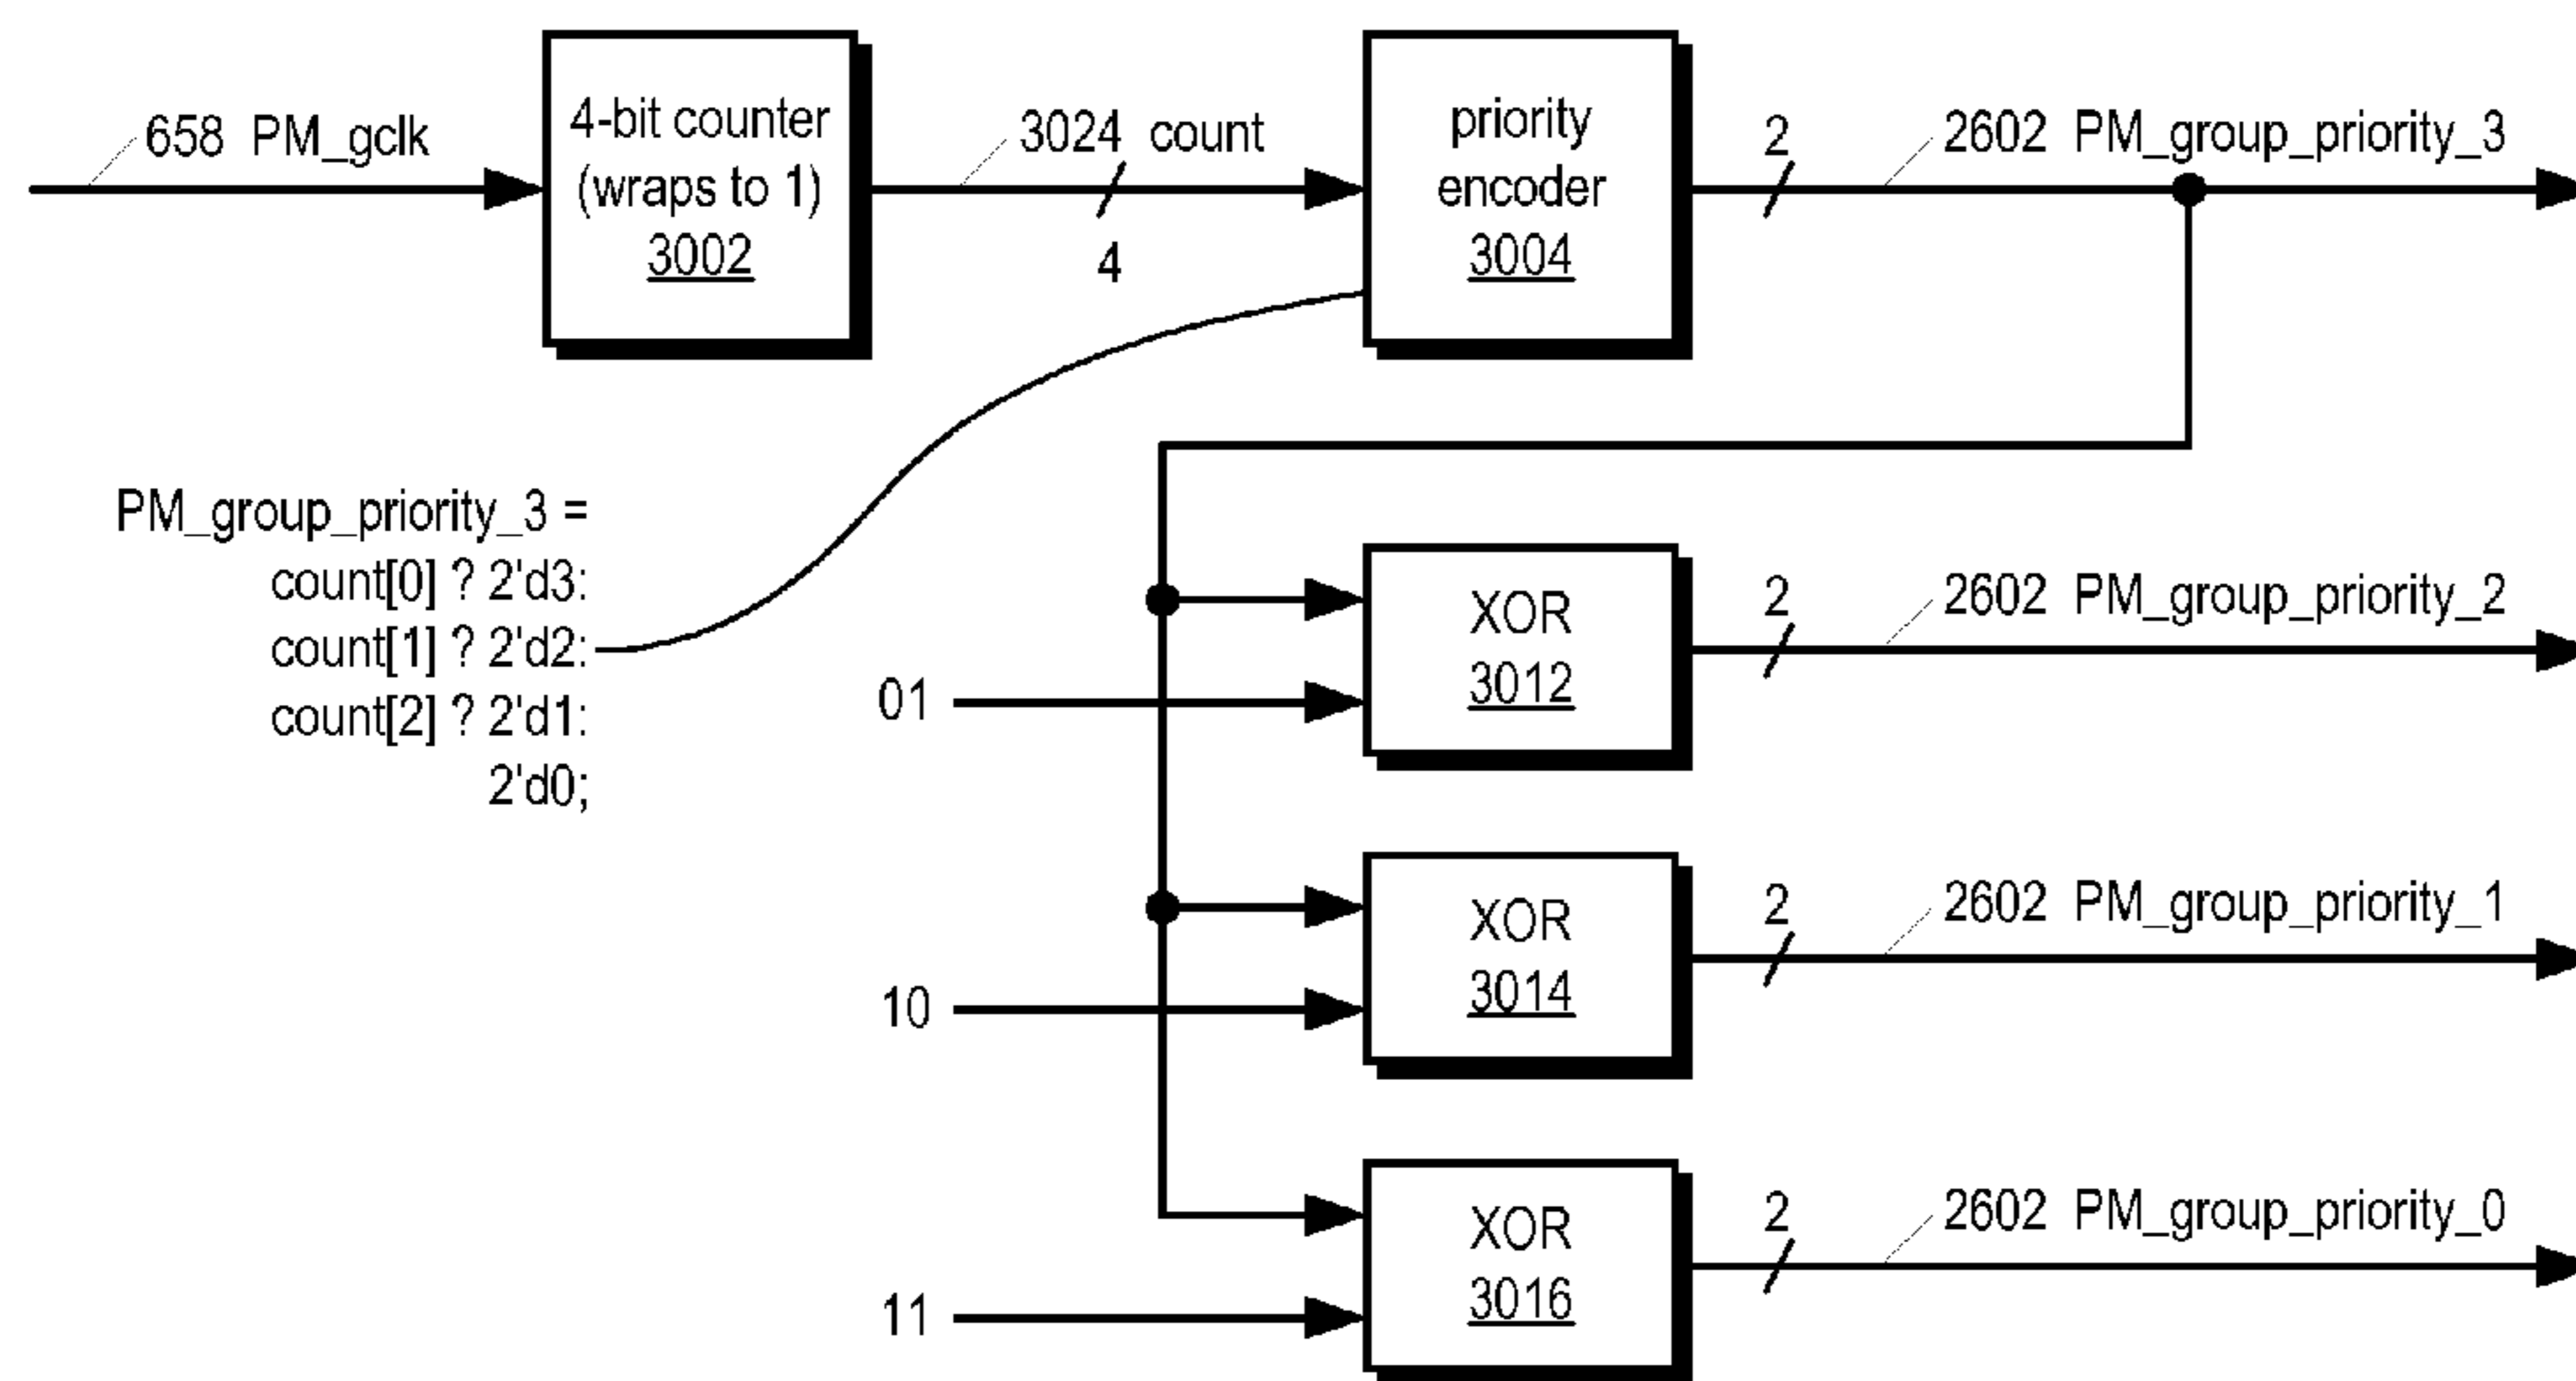 658 PM_gclk
4-bit counter
(wraps to 1)
3002
3024 count
4
priority
encoder
3004
2
2602 PM_group_priority_3
PM_group_priority_3 =
count[0] ? 2'd3:
count[1] ? 2'd2:
count[2] ? 2'd1:
2'd0;
01
XOR
3012
2
2602 PM_group_priority_2
10
XOR
3014
2
2602 PM_group_priority_1
11
XOR
3016
2
2602 PM_group_priority_0